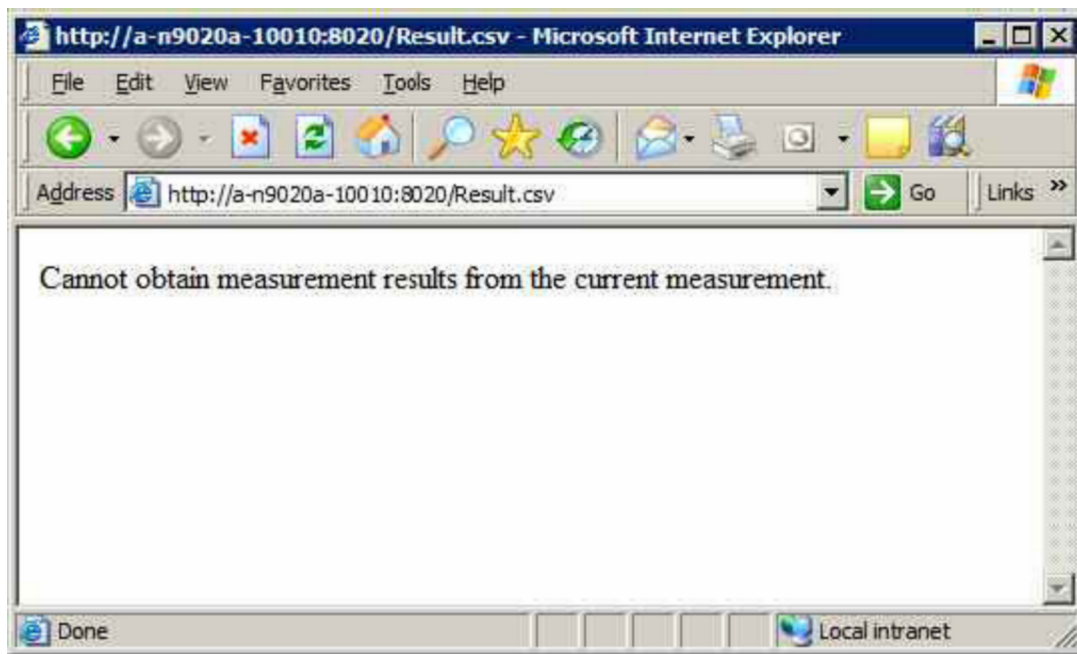 http://a-n9020a-10010:8020/Result.csv - Microsoft Internet Explorer
File Edit View Favorites Tools Help
Address http://a-n9020a-10010:8020/Result.csv Go Links »
Cannot obtain measurement results from the current measurement.
Done Local intranet